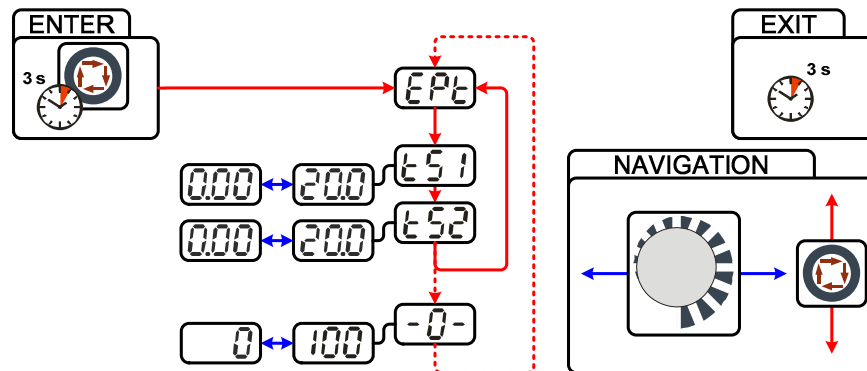 ENTER
3 s
EPt
EXIT
3 s
tS1
0.00
20.0
tS2
0.00
20.0
NAVIGATION
-0-
0
100